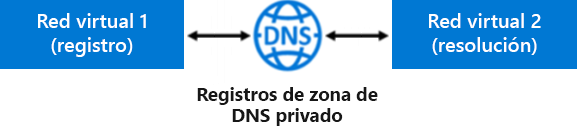 Red virtual 1
(registro)
DNS
Red virtual 2
(resolución)
Registros de zona de
DNS privado